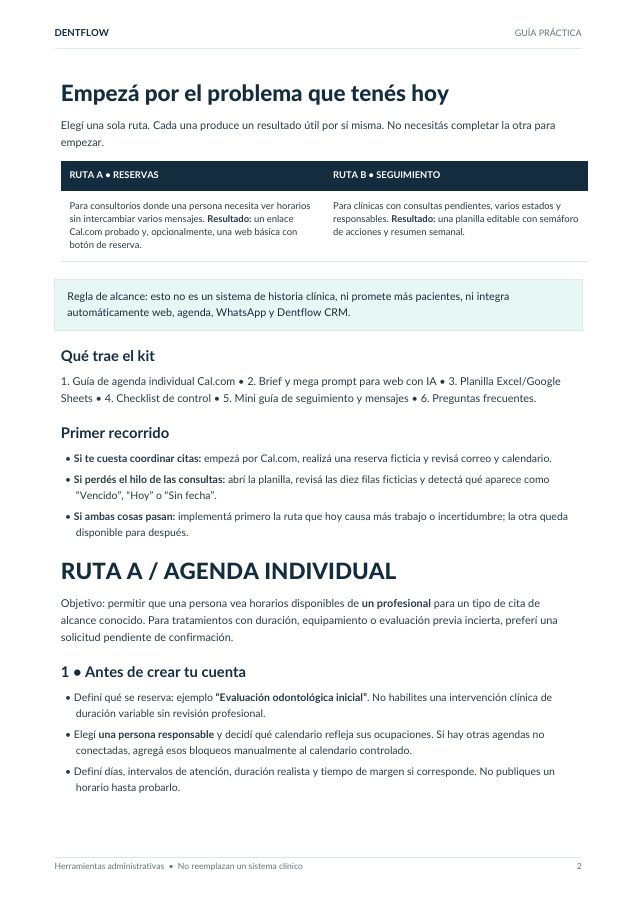 DENTFLOW
GUÍA PRÁCTICA
Empezá por el problema que tenés hoy
Elegí una sola ruta. Cada una produce un resultado útil por sí misma. No necesitás completar la otra para
empezar.
RUTA A • RESERVAS
RUTA B • SEGUIMIENTO
Para consultorios donde una persona necesita ver horarios
sin intercambiar varios mensajes. Resultado: un enlace
Cal.com probado y, opcionalmente, una web básica con
botón de reserva.
Para clínicas con consultas pendientes, varios estados y
responsables. Resultado: una planilla editable con semáforo
de acciones y resumen semanal.
Regla de alcance: esto no es un sistema de historia clínica, ni promete más pacientes, ni integra
automáticamente web, agenda, WhatsApp y Dentflow CRM.
Qué trae el kit
1. Guía de agenda individual Cal.com • 2. Brief y mega prompt para web con IA • 3. Planilla Excel/Google
Sheets • 4. Checklist de control • 5. Mini guía de seguimiento y mensajes • 6. Preguntas frecuentes.
Primer recorrido
• Si te cuesta coordinar citas: empezá por Cal.com, realizá una reserva ficticia y revisá correo y calendario.
• Si perdés el hilo de las consultas: abrí la planilla, revisá las diez filas ficticias y detectá qué aparece como
“Vencido”, “Hoy” o “Sin fecha”.
• Si ambas cosas pasan: implementá primero la ruta que hoy causa más trabajo o incertidumbre; la otra queda
disponible para después.
RUTA A / AGENDA INDIVIDUAL
Objetivo: permitir que una persona vea horarios disponibles de un profesional para un tipo de cita de
alcance conocido. Para tratamientos con duración, equipamiento o evaluación previa incierta, preferí una
solicitud pendiente de confirmación.
1 • Antes de crear tu cuenta
• Definí qué se reserva: ejemplo “Evaluación odontológica inicial”. No habilites una intervención clínica de
duración variable sin revisión profesional.
• Elegí una persona responsable y decidí qué calendario refleja sus ocupaciones. Si hay otras agendas no
conectadas, agregá esos bloqueos manualmente al calendario controlado.
• Definí días, intervalos de atención, duración realista y tiempo de margen si corresponde. No publiques un
horario hasta probarlo.
Herramientas administrativas • No reemplazan un sistema clínico
2